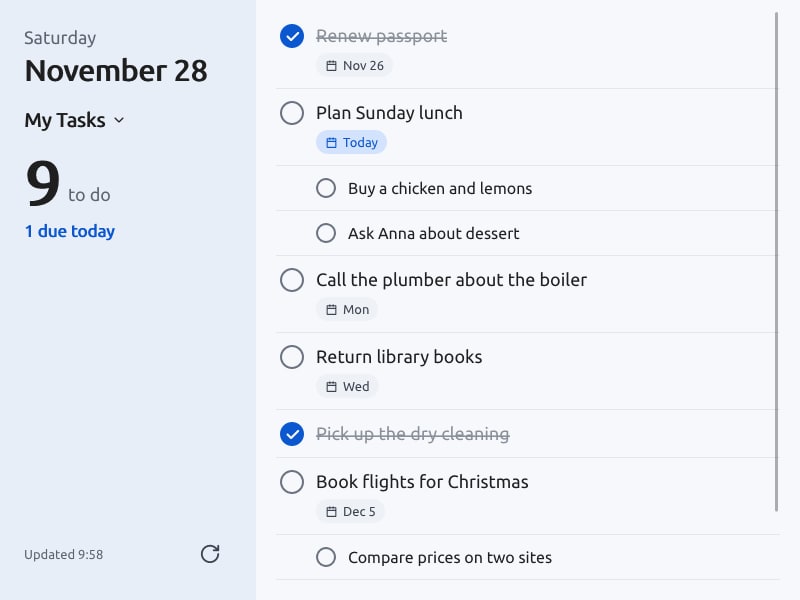 Saturday
November 28
My Tasks
9 to do
1 due today
Updated 9:58
Renew passport
Nov 26
Plan Sunday lunch
Today
Buy a chicken and lemons
Ask Anna about dessert
Call the plumber about the boiler
Mon
Return library books
Wed
Pick up the dry cleaning
Book flights for Christmas
Dec 5
Compare prices on two sites